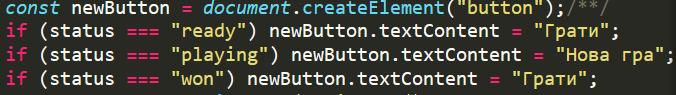 const newButton = document.createElement("button");/**/
if (status === "ready") newButton.textContent = "Грати";
if (status === "playing") newButton.textContent = "Нова гра";
if (status === "won") newButton.textContent = "Грати";